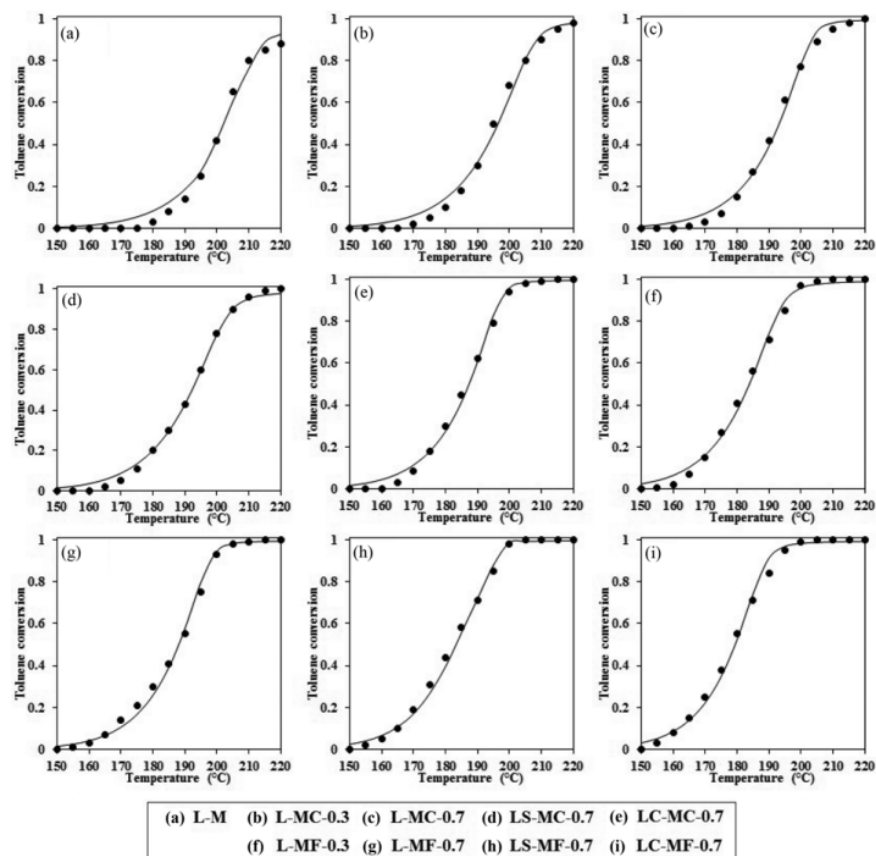 (a) (b) (c)
1 1 1
0.8 0.8 0.8
0.6 0.6 0.6
0.4 0.4 0.4
0.2 0.2 0.2
0 0 0
Toluene conversion Toluene conversion Toluene conversion
150 160 170 180 190 200 210 220 150 160 170 180 190 200 210 220 150 160 170 180 190 200 210 220
Temperature (°C) Temperature (°C) Temperature (°C)
(d) (e) (f)
1 1 1
0.8 0.8 0.8
0.6 0.6 0.6
0.4 0.4 0.4
0.2 0.2 0.2
0 0 0
Toluene conversion Toluene conversion Toluene conversion
150 160 170 180 190 200 210 220 150 160 170 180 190 200 210 220 150 160 170 180 190 200 210 220
Temperature (°C) Temperature (°C) Temperature (°C)
(g) (h) (i)
1 1 1
0.8 0.8 0.8
0.6 0.6 0.6
0.4 0.4 0.4
0.2 0.2 0.2
0 0 0
Toluene conversion Toluene conversion Toluene conversion
150 160 170 180 190 200 210 220 150 160 170 180 190 200 210 220 150 160 170 180 190 200 210 220
Temperature (°C) Temperature (°C) Temperature (°C)
(a) L-M (b) L-MC-0.3 (c) L-MC-0.7 (d) LS-MC-0.7 (e) LC-MC-0.7
(f) L-MF-0.3 (g) L-MF-0.7 (h) LS-MF-0.7 (i) LC-MF-0.7